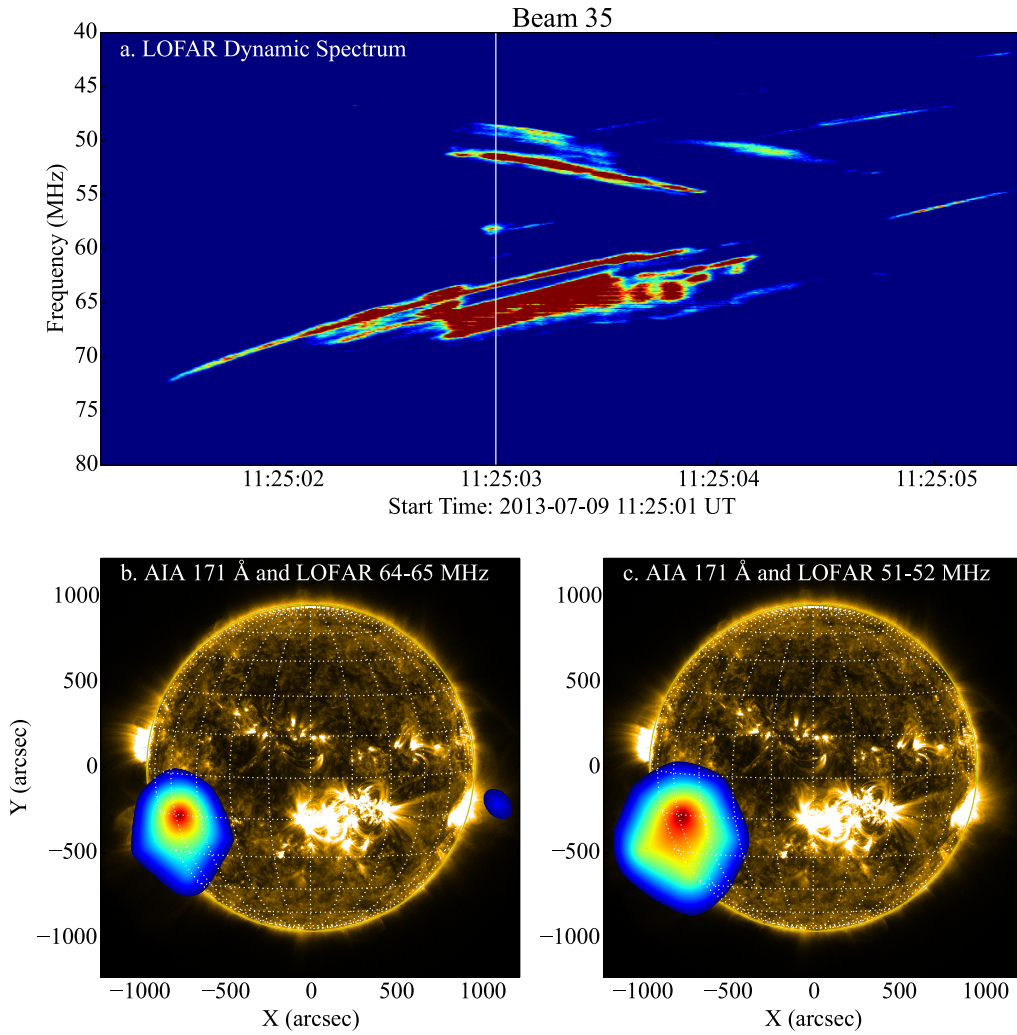 Beam 35
a. LOFAR Dynamic Spectrum
40
45
50
55
60
65
70
75
80
Frequency (MHz)
11:25:02 11:25:03 11:25:04 11:25:05
Start Time: 2013-07-09 11:25:01 UT
b. AIA 171 Å and LOFAR 64-65 MHz
1000
500
0
−500
−1000
Y (arcsec)
−1000 −500 0 500 1000
X (arcsec)
c. AIA 171 Å and LOFAR 51-52 MHz
1000
500
0
−500
−1000
−1000 −500 0 500 1000
X (arcsec)